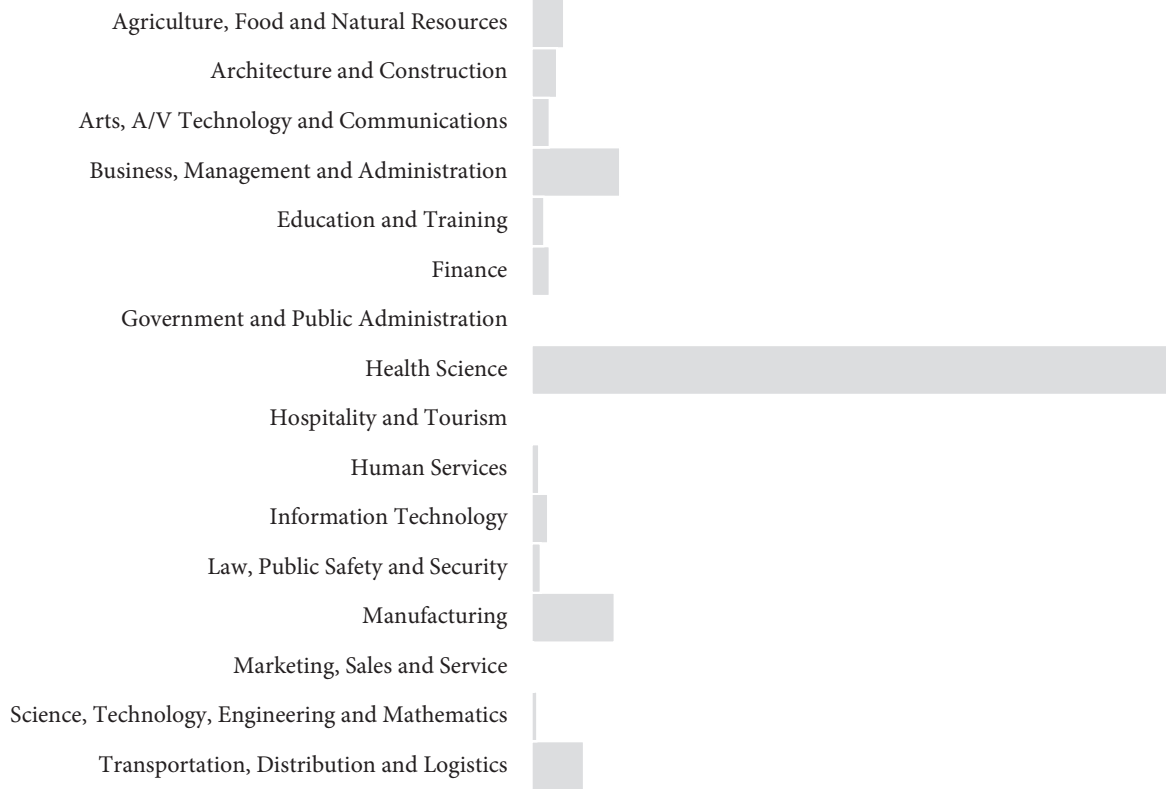 Agriculture, Food and Natural Resources
Architecture and Construction
Arts, A/V Technology and Communications
Business, Management and Administration
Education and Training
Finance
Government and Public Administration
Health Science
Hospitality and Tourism
Human Services
Information Technology
Law, Public Safety and Security
Manufacturing
Marketing, Sales and Service
Science, Technology, Engineering and Mathematics
Transportation, Distribution and Logistics